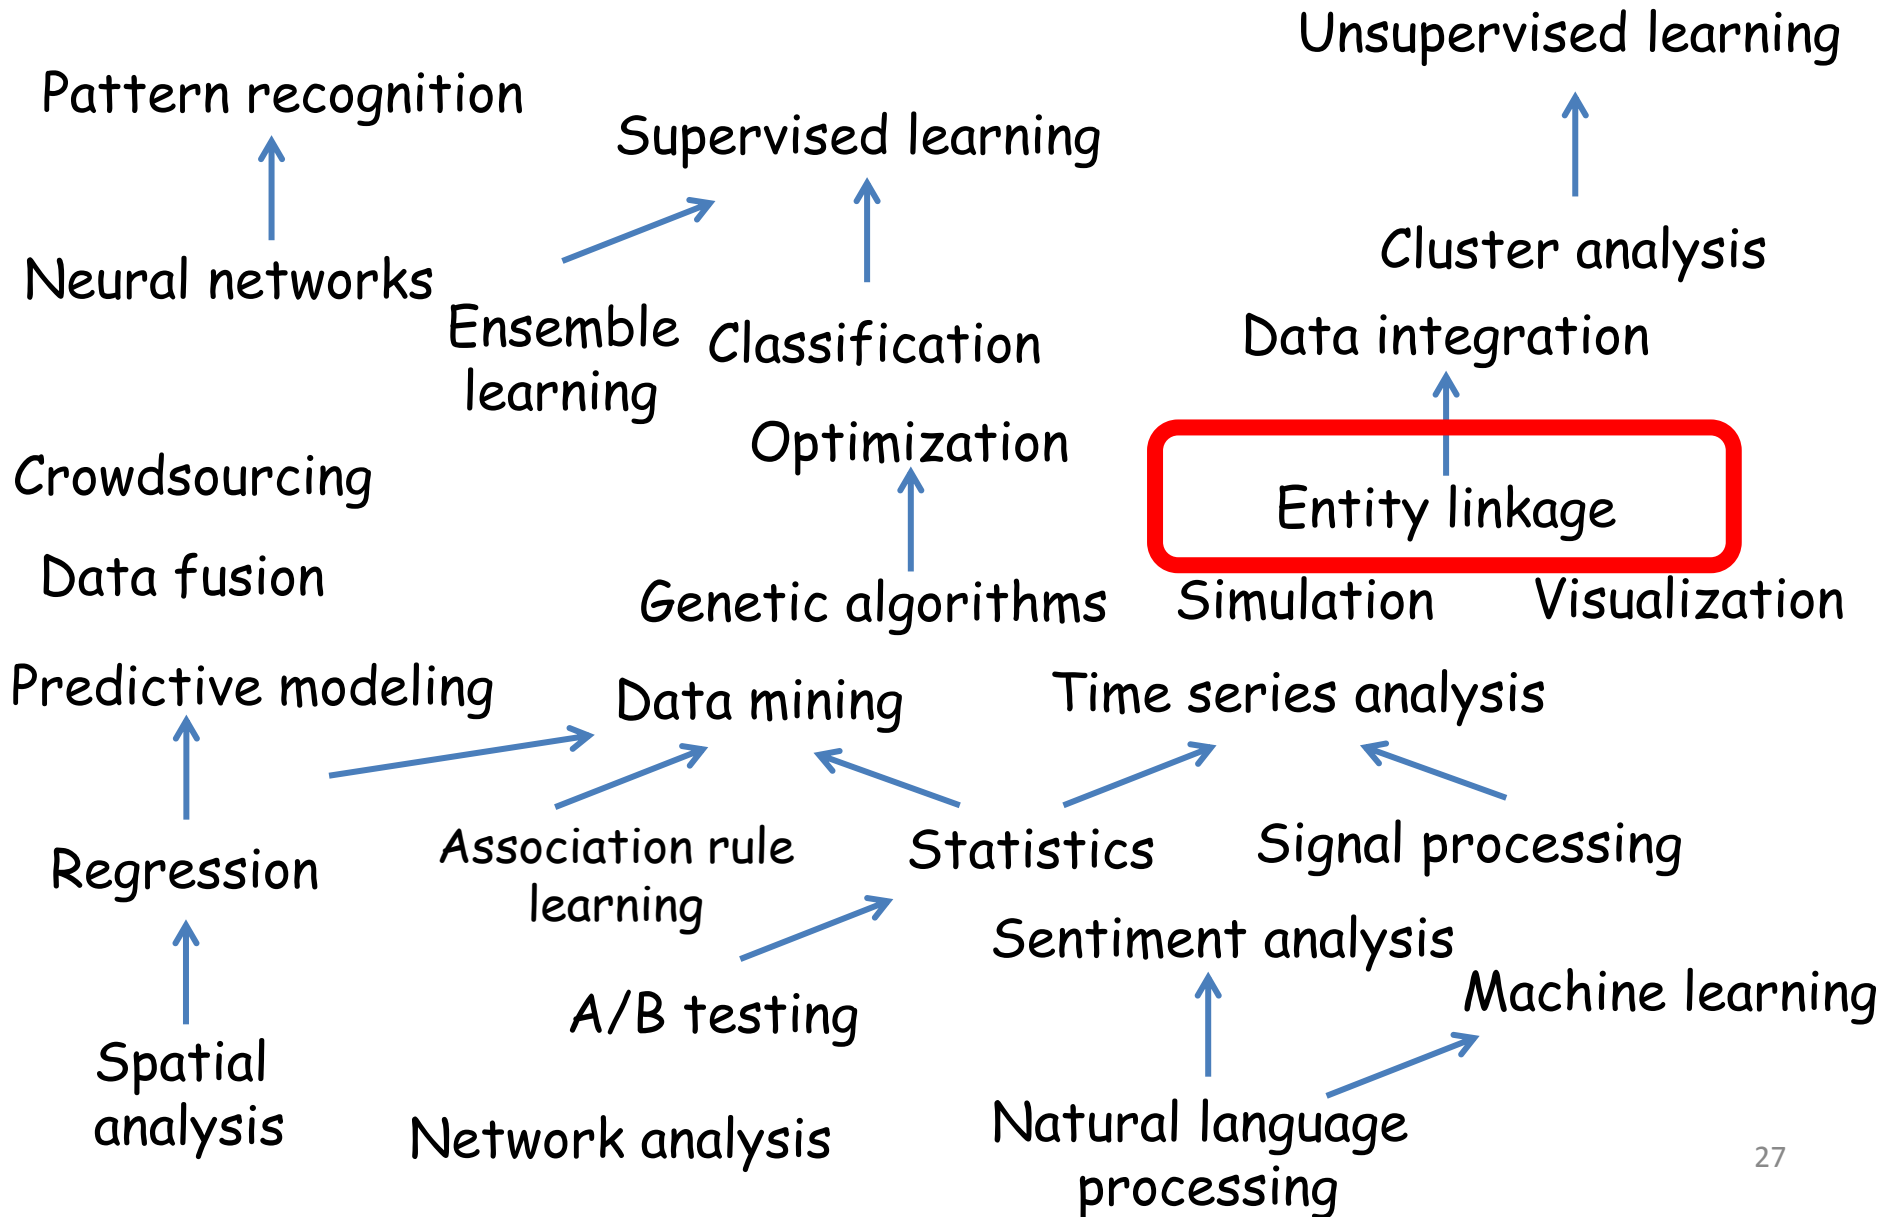 Unsupervised learning
Pattern recognition
Supervised learning
Neural networks
Cluster analysis
Ensemble
learning
Classification
Data integration
Optimization
Crowdsourcing
Entity linkage
Data fusion
Genetic algorithms
Simulation
Visualization
Predictive modeling
Data mining
Time series analysis
Regression
Association rule
learning
Statistics
Signal processing
Sentiment analysis
A/B testing
Machine learning
Spatial
analysis
Network analysis
Natural language
processing
27